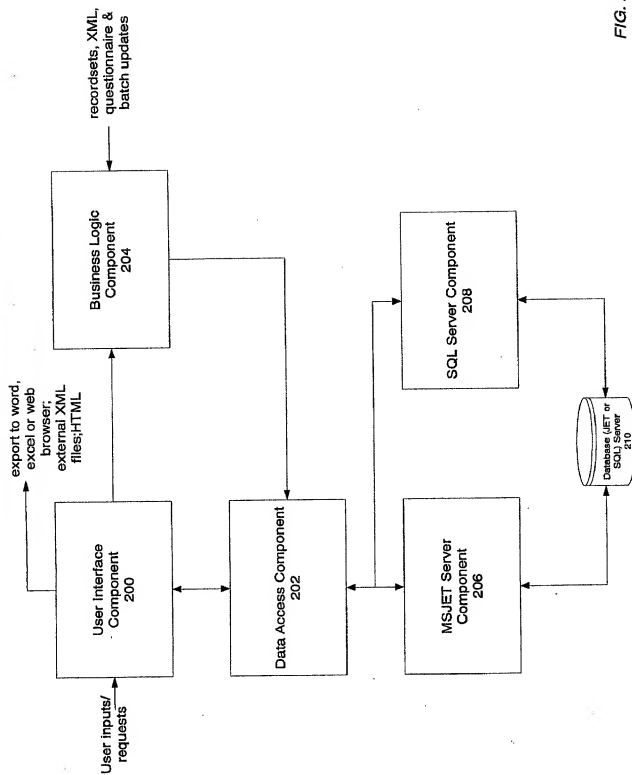 export to word,
excel or web
browser;
external XML
files;HTML
recordsets, XML,
questionnaire &
batch updates
User inputs/
requests
User Interface
Component
200
Business Logic
Component
204
Data Access Component
202
MSJET Server
Component
206
SQL Server Component
208
Database (JET or
SQL) Server
210
FIG.